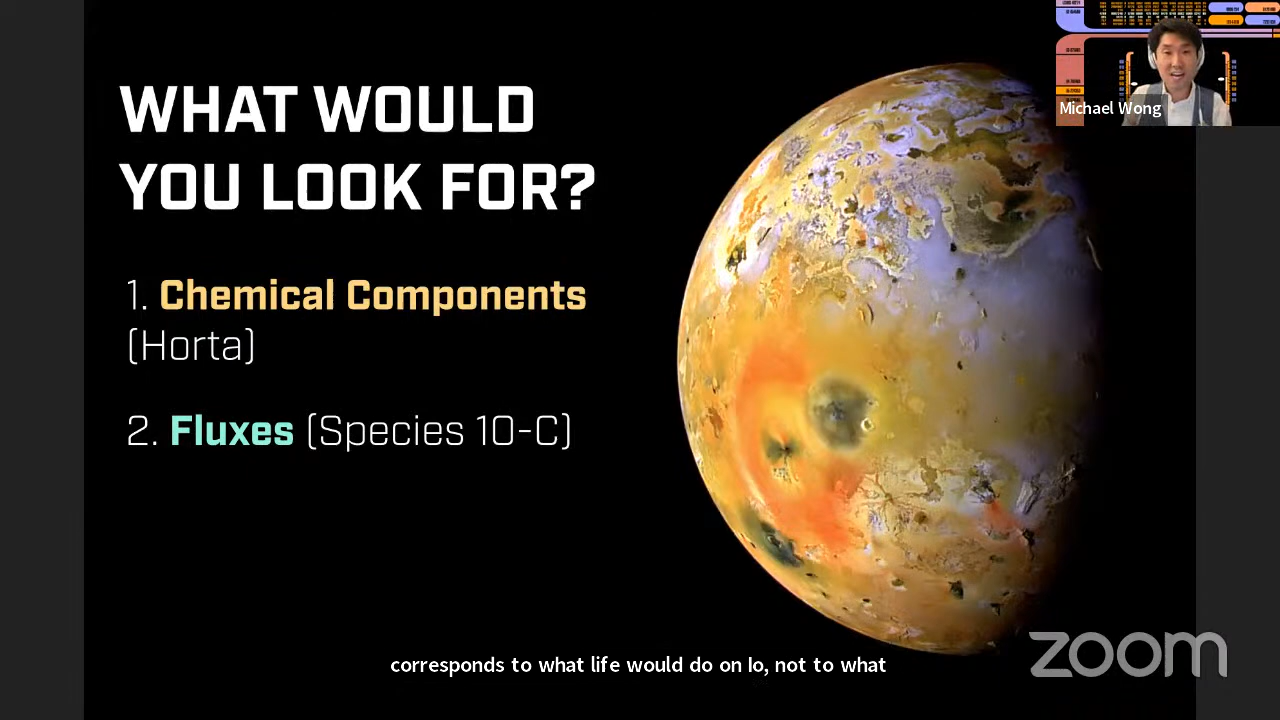 WHAT WOULD
YOU LOOK FOR?
1. Chemical Components
(Horta)
2. Fluxes (Species 10-C)
Michael Wong
corresponds to what life would do on Io, not to what
zoom